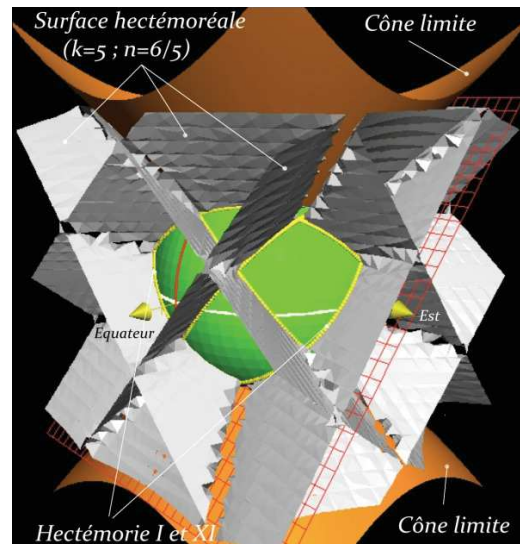 Surface hectémoréale
(k=5 ; n=6/5)
Cône limite
Equateur
Est
Hectémorie I et XI
Cône limite